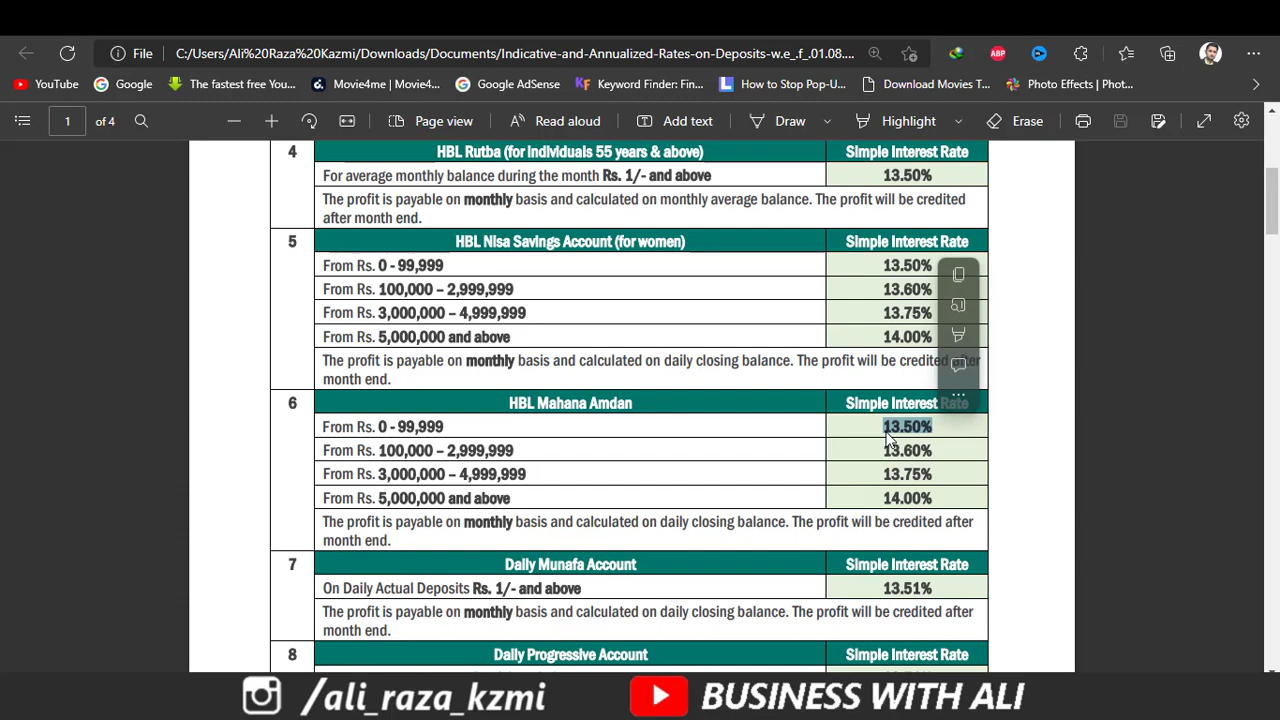 File
C:/Users/Ali%20Raza%20Kazmi/Downloads/Documents/Indicative-and-Annualized-Rates-on-Deposits-w.e_.f_.01.08....
ABP
YouTube
Google
The fastest free You...
Movie4me | Movie4...
Google AdSense
Keyword Finder: Fin...
How to Stop Pop-U...
Download Movies T...
Photo Effects | Phot...
1 of 4
Page view
Read aloud
Add text
Draw
Highlight
Erase
4 HBL Rutba (for individuals 55 years & above) Simple Interest Rate
For average monthly balance during the month Rs. 1/- and above 13.50%
The profit is payable on monthly basis and calculated on monthly average balance. The profit will be credited
after month end.
5 HBL Nisa Savings Account (for women) Simple Interest Rate
From Rs. 0 - 99,999 13.50%
From Rs. 100,000 – 2,999,999 13.60%
From Rs. 3,000,000 – 4,999,999 13.75%
From Rs. 5,000,000 and above 14.00%
The profit is payable on monthly basis and calculated on daily closing balance. The profit will be credited after
month end.
6 HBL Mahana Amdan Simple Interest Rate
From Rs. 0 - 99,999 13.50%
From Rs. 100,000 – 2,999,999 13.60%
From Rs. 3,000,000 – 4,999,999 13.75%
From Rs. 5,000,000 and above 14.00%
The profit is payable on monthly basis and calculated on daily closing balance. The profit will be credited after
month end.
7 Daily Munafa Account Simple Interest Rate
On Daily Actual Deposits Rs. 1/- and above 13.51%
The profit is payable on monthly basis and calculated on daily closing balance. The profit will be credited after
month end.
8 Daily Progressive Account Simple Interest Rate
/ali_raza_kzmi
BUSINESS WITH ALI